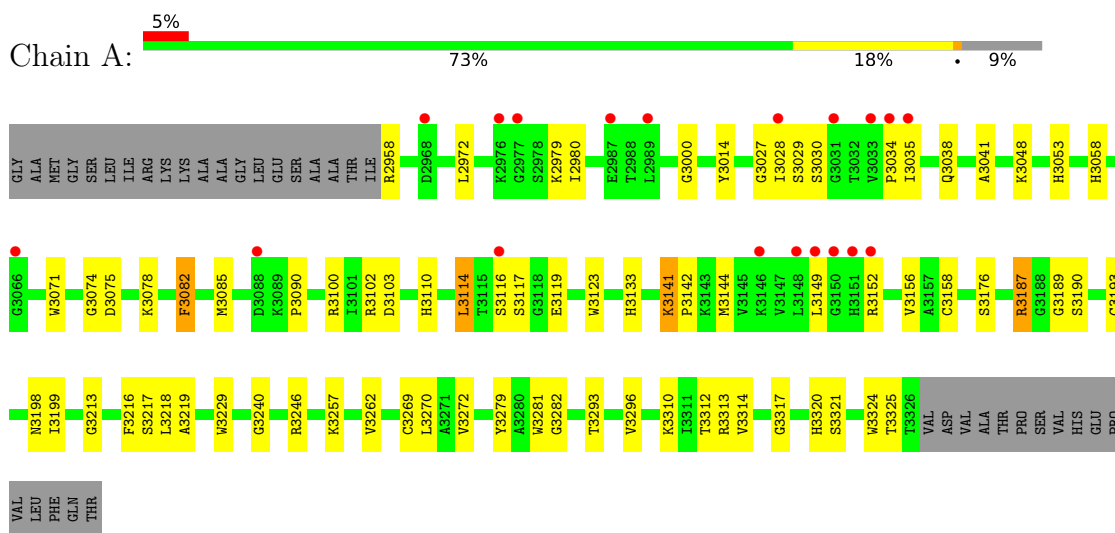 5%
Chain A:
73% 18% • 9%
GLY ALA MET GLY SER LEU ILE ARG LYS LYS ALA ALA GLY LEU GLU SER ALA ALA THR ILE R2958 D2968 L2972 K2976 G2977 S2978 K2979 I2980 E2987 T2988 L2989 G3000 Y3014 G3027 I3028 S3029 S3030 G3031 T3032 V3033 P3034 I3035 Q3038 A3041 K3048 H3053 H3058
G3066 W3071 G3074 D3075 K3078 F3082 M3085 D3088 K3089 P3090 R3100 I3101 R3102 D3103 H3110 L3114 T3115 S3116 S3117 G3118 E3119 W3123 H3133 K3141 P3142 K3143 M3144 V3145 K3146 V3147 L3148 L3149 G3150 H3151 R3152 V3156 A3157 C3158 S3176 R3187 G3188 G3189 S3190
N3198 I3199 G3213 F3216 S3217 L3218 A3219 W3229 G3240 R3246 K3257 V3262 C3269 L3270 A3271 V3272 Y3279 A3280 W3281 G3282 T3293 V3296 K3310 I3311 T3312 R3313 V3314 G3317 H3320 S3321 W3324 T3325 T3326 VAL ASP VAL ALA THR PRO SER VAL HIS GLU PRO
VAL LEU PHE GLN THR